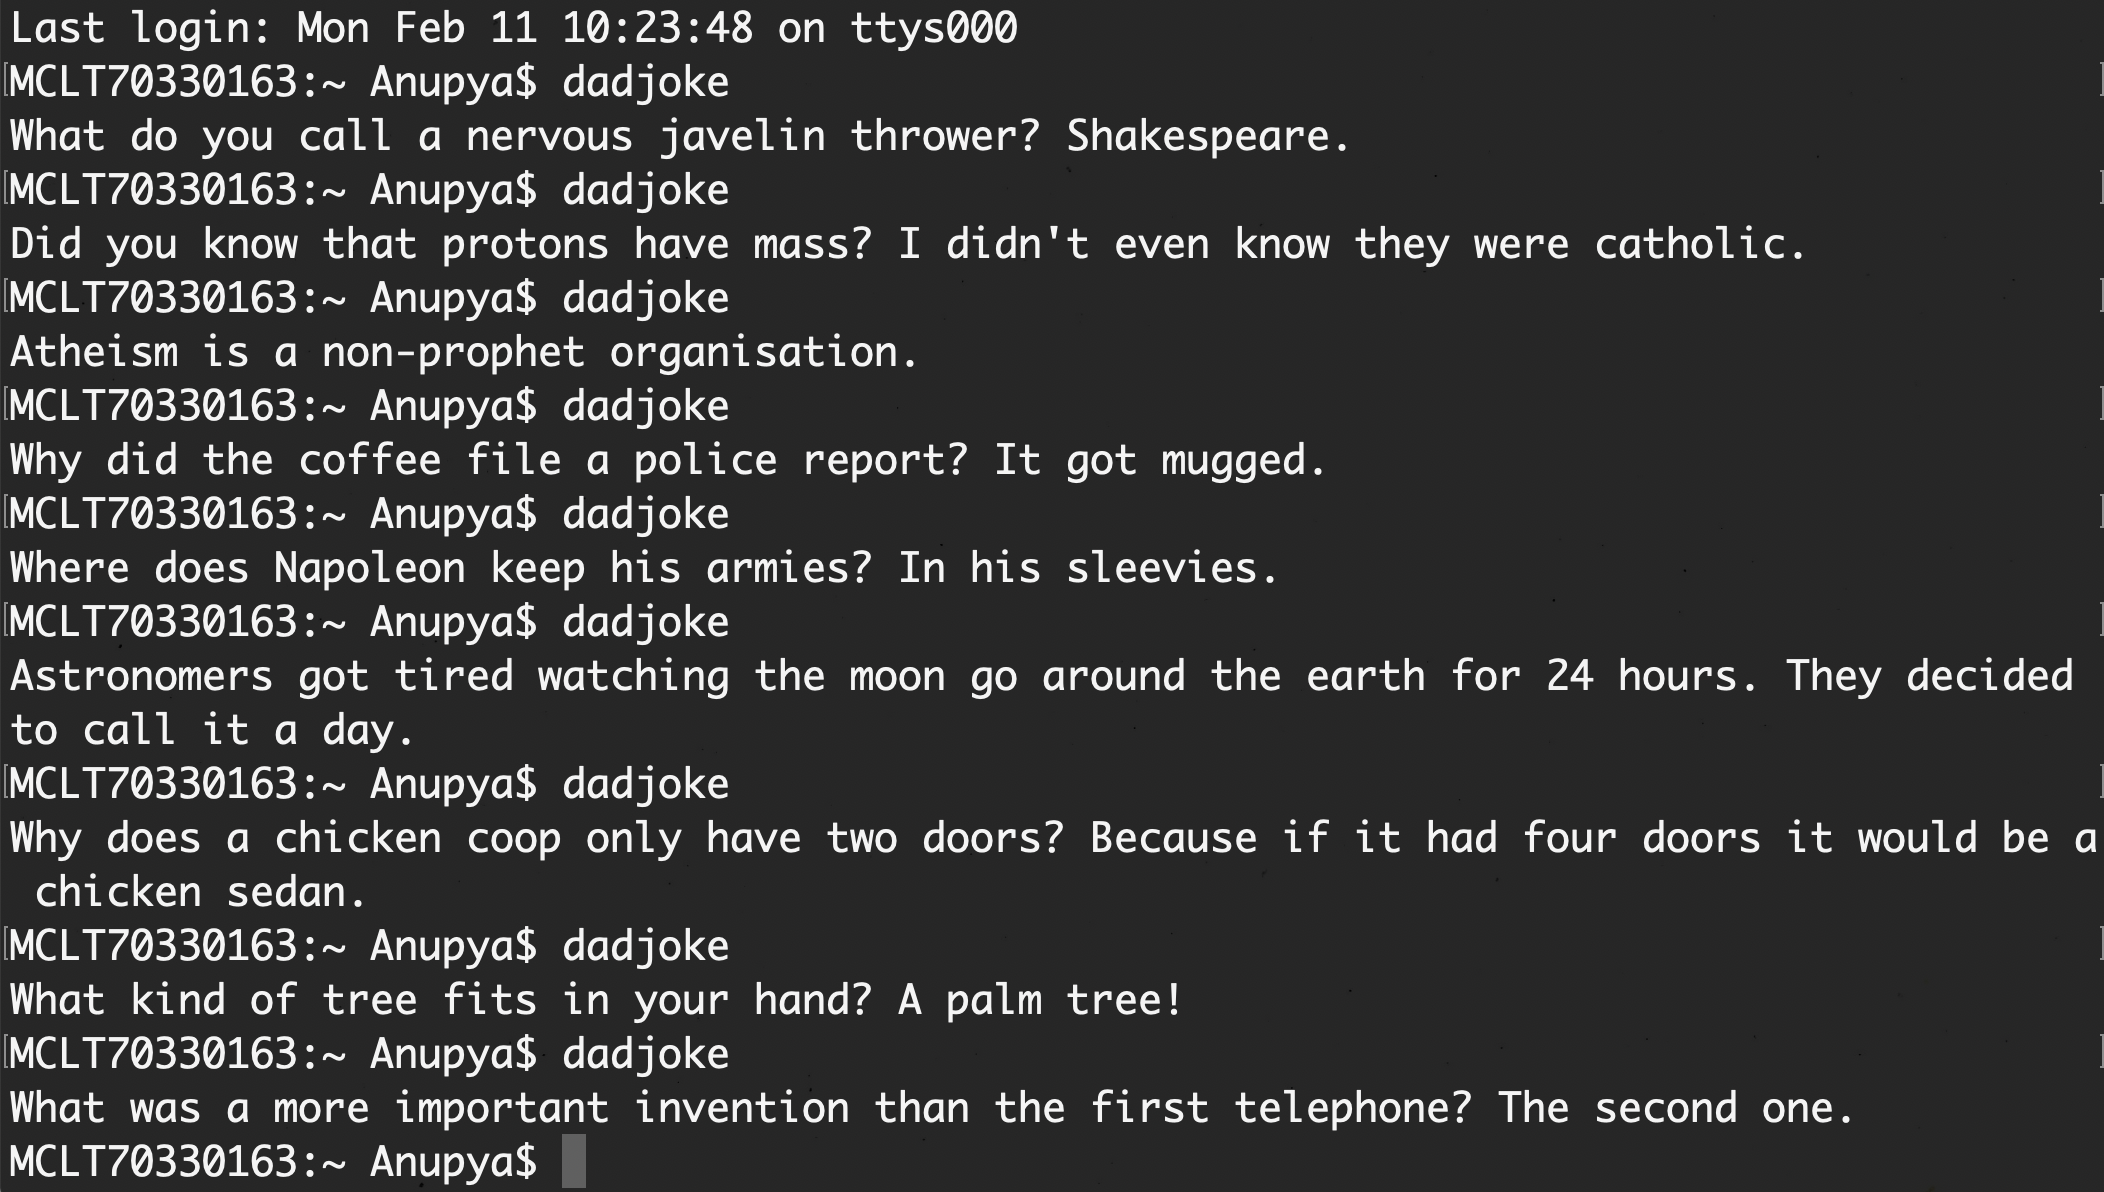 Last login: Mon Feb 11 10:23:48 on ttys000
[MCLT70330163:~ Anupya$ dadjoke ]
What do you call a nervous javelin thrower? Shakespeare.
[MCLT70330163:~ Anupya$ dadjoke ]
Did you know that protons have mass? I didn't even know they were catholic.
[MCLT70330163:~ Anupya$ dadjoke ]
Atheism is a non-prophet organisation.
[MCLT70330163:~ Anupya$ dadjoke ]
Why did the coffee file a police report? It got mugged.
[MCLT70330163:~ Anupya$ dadjoke ]
Where does Napoleon keep his armies? In his sleevies.
[MCLT70330163:~ Anupya$ dadjoke ]
Astronomers got tired watching the moon go around the earth for 24 hours. They decided
to call it a day.
[MCLT70330163:~ Anupya$ dadjoke ]
Why does a chicken coop only have two doors? Because if it had four doors it would be a
 chicken sedan.
[MCLT70330163:~ Anupya$ dadjoke ]
What kind of tree fits in your hand? A palm tree!
[MCLT70330163:~ Anupya$ dadjoke ]
What was a more important invention than the first telephone? The second one.
MCLT70330163:~ Anupya$